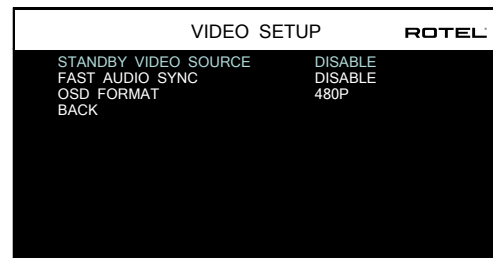 VIDEO SETUP ROTEL
STANDBY VIDEO SOURCE DISABLE
FAST AUDIO SYNC DISABLE
OSD FORMAT 480P
BACK